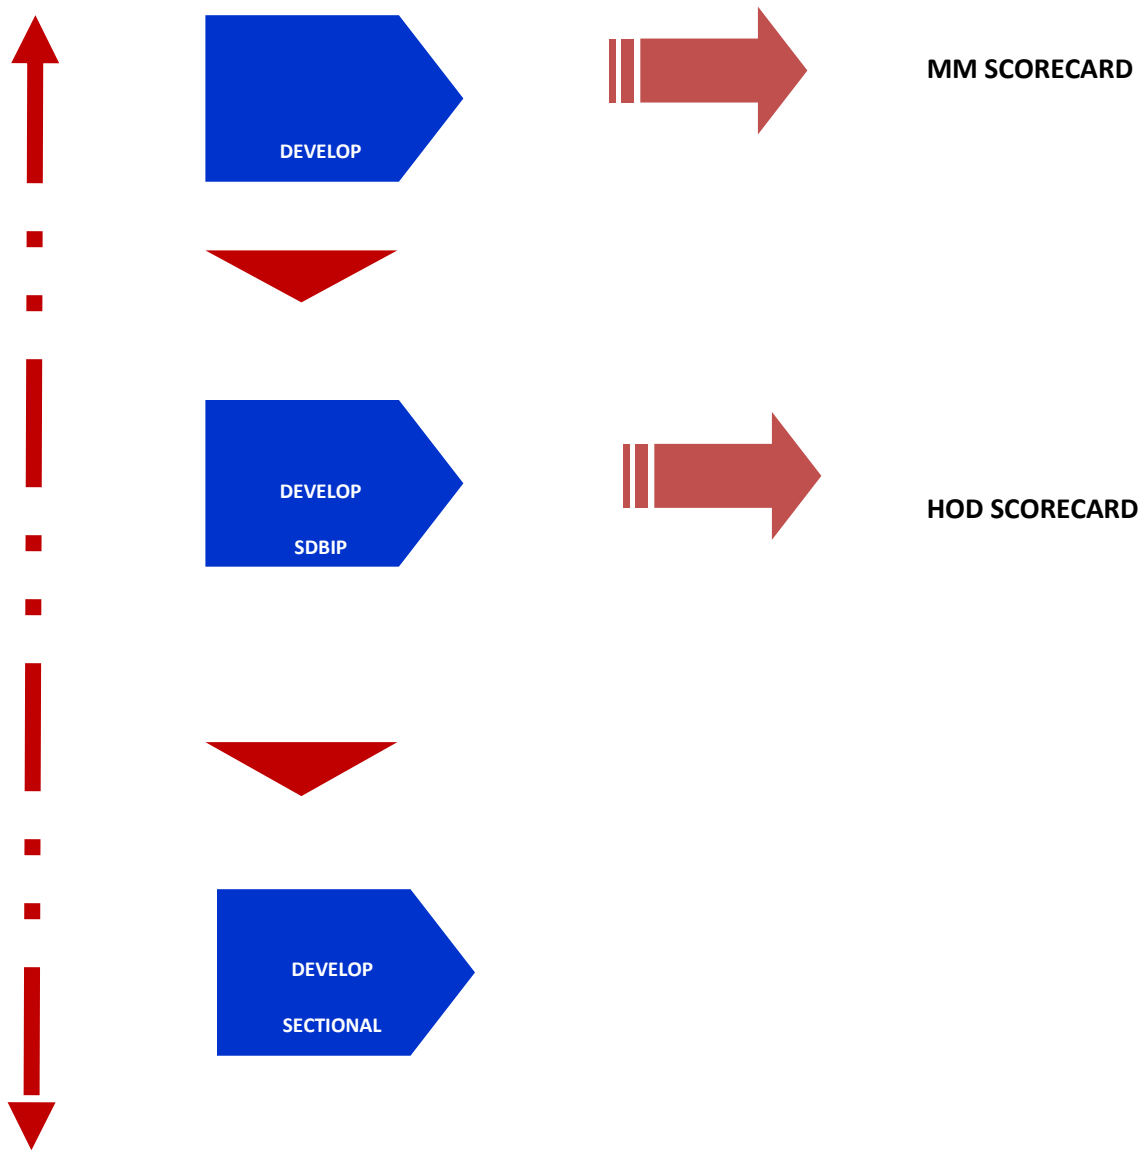 MM SCORECARD
DEVELOP
DEVELOP
HOD SCORECARD
SDBIP
DEVELOP
SECTIONAL